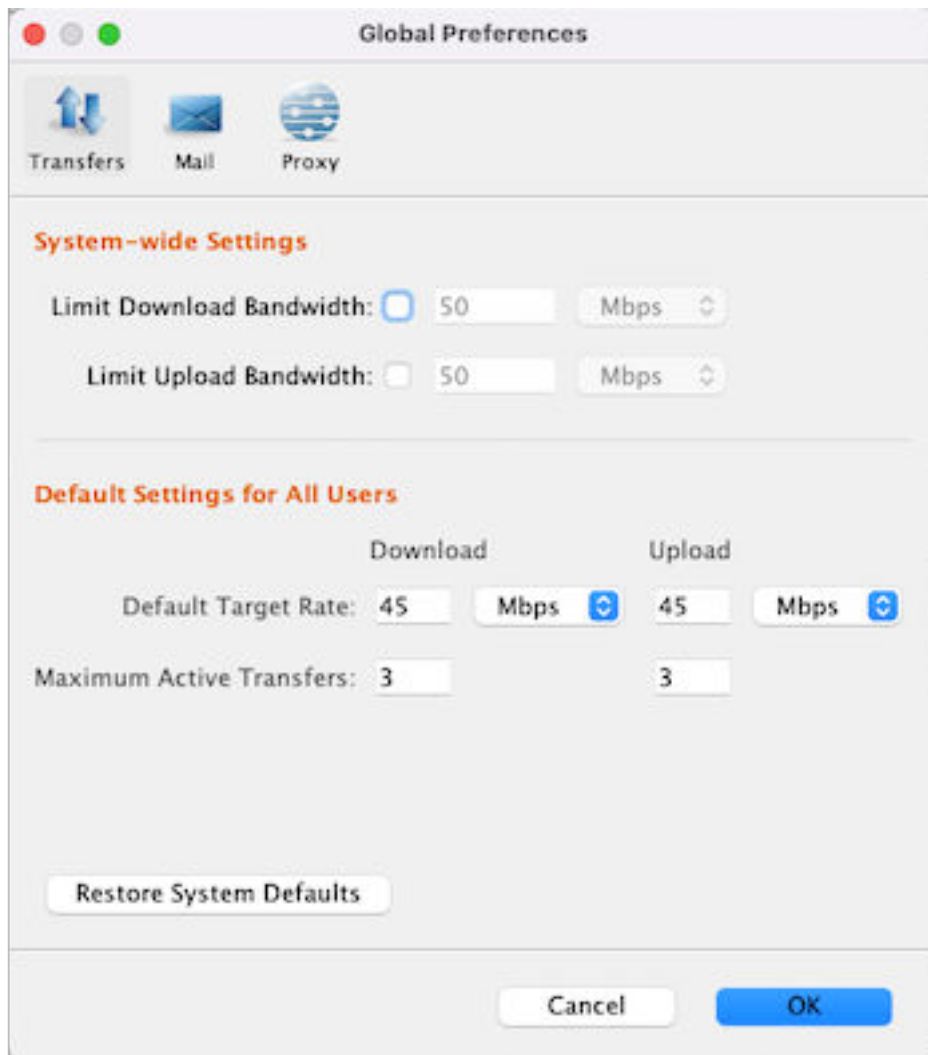 Global Preferences
Transfers Mail Proxy
System-wide Settings
Limit Download Bandwidth: 50 Mbps
Limit Upload Bandwidth: 50 Mbps
Default Settings for All Users
Download Upload
Default Target Rate: 45 Mbps 45 Mbps
Maximum Active Transfers: 3 3
Restore System Defaults
Cancel OK